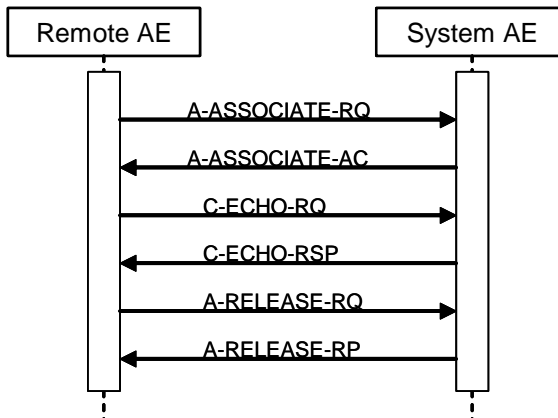 Remote AE
System AE
A-ASSOCIATE-RQ
A-ASSOCIATE-AC
C-ECHO-RQ
C-ECHO-RSP
A-RELEASE-RQ
A-RELEASE-RP